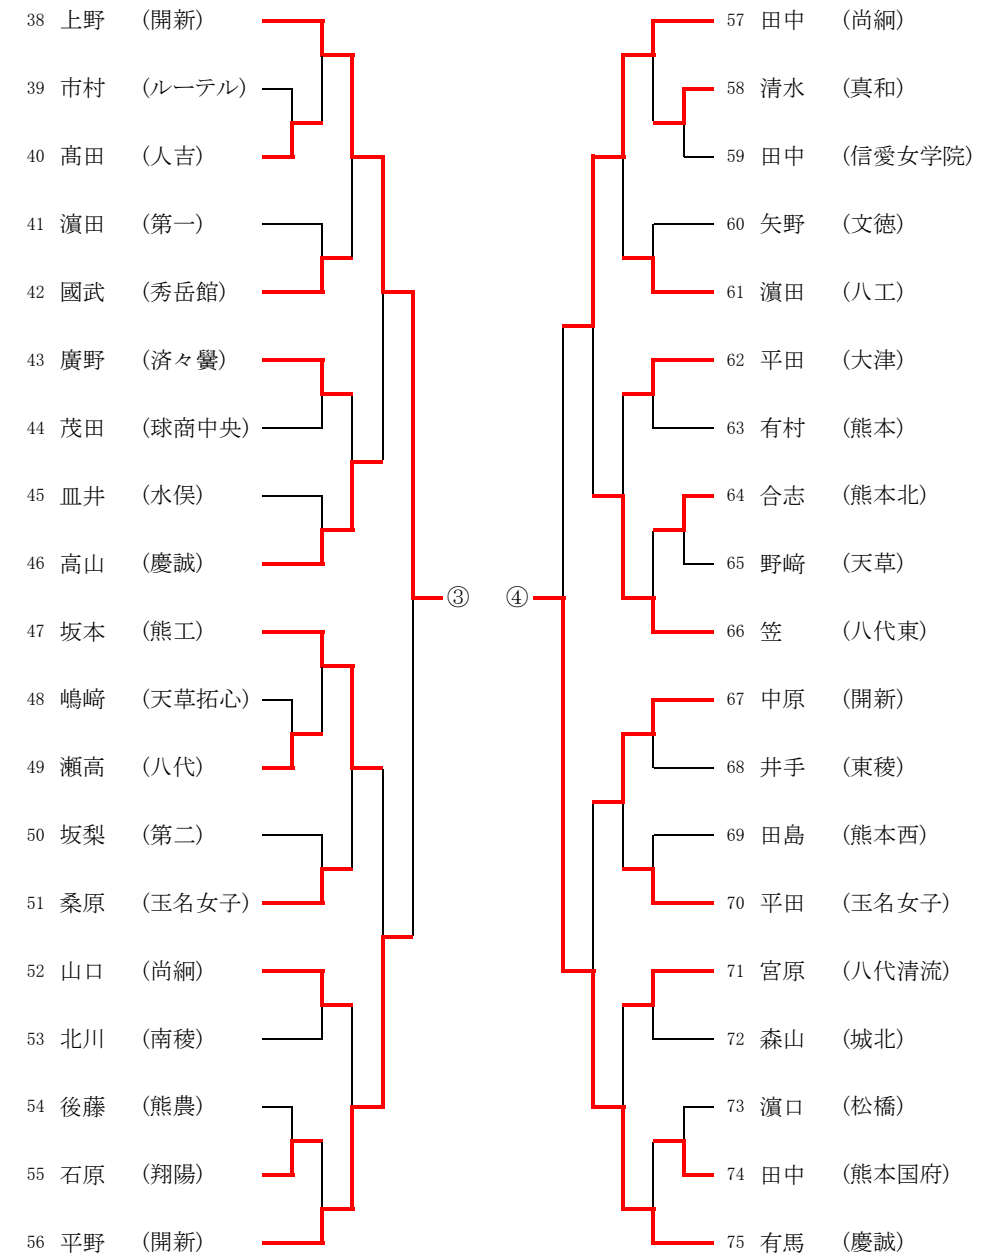 38 上野 (開新)
39 市村 (ルーテル)
40 髙田 (人吉)
41 濵田 (第一)
42 國武 (秀岳館)
43 廣野 (済々黌)
44 茂田 (球商中央)
45 皿井 (水俣)
46 高山 (慶誠)
③
47 坂本 (熊工)
48 嶋﨑 (天草拓心)
49 瀬高 (八代)
50 坂梨 (第二)
51 桑原 (玉名女子)
52 山口 (尚絅)
53 北川 (南稜)
54 後藤 (熊農)
55 石原 (翔陽)
56 平野 (開新)
57 田中 (尚絅)
58 清水 (真和)
59 田中 (信愛女学院)
60 矢野 (文徳)
61 濵田 (八工)
62 平田 (大津)
63 有村 (熊本)
64 合志 (熊本北)
65 野﨑 (天草)
④
66 笠 (八代東)
67 中原 (開新)
68 井手 (東稜)
69 田島 (熊本西)
70 平田 (玉名女子)
71 宮原 (八代清流)
72 森山 (城北)
73 濵口 (松橋)
74 田中 (熊本国府)
75 有馬 (慶誠)